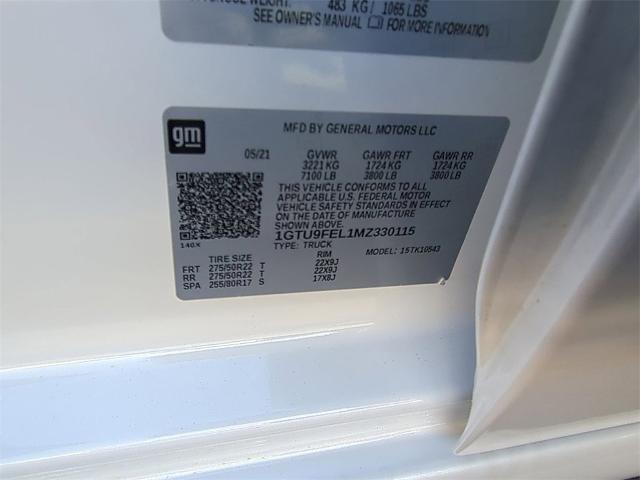 483 KG / 1065 LBS
SEE OWNER'S MANUAL FOR MORE INFORMATION
gm
MFD BY GENERAL MOTORS LLC
05/21 GVWR GAWR FRT GAWR RR
3221 KG 1724 KG 1724 KG
7100 LB 3800 LB 3800 LB
THIS VEHICLE CONFORMS TO ALL
APPLICABLE U.S. FEDERAL MOTOR
VEHICLE SAFETY STANDARDS IN
EFFECT ON THE DATE OF MANUFACTURE
SHOWN ABOVE.
140X
1GTU9FEL1MZ330115
TYPE: TRUCK MODEL: 15TK10543
TIRE SIZE RIM
FRT 275/50R22 T 22X9J
RR 275/50R22 T 22X9J
SPA 255/80R17 S 17X8J